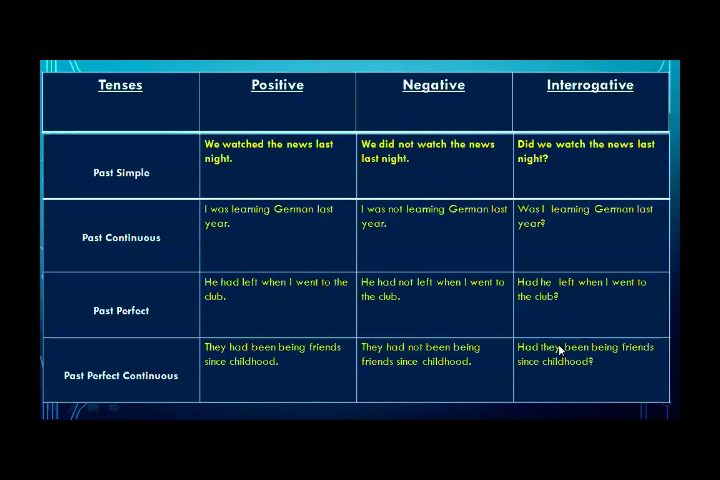 Tenses Positive Negative Interrogative
We watched the news last We did not watch the news Did we watch the news last
night. last night. night?
Past Simple
I was learning German last I was not learning German last Was I learning German last
year. year. year?
Past Continuous
He had left when I went to the He had not left when I went to Had he left when I went to
club. the club. the club?
Past Perfect
They had been being friends They had not been being Had they been being friends
since childhood. friends since childhood. since childhood?
Past Perfect Continuous